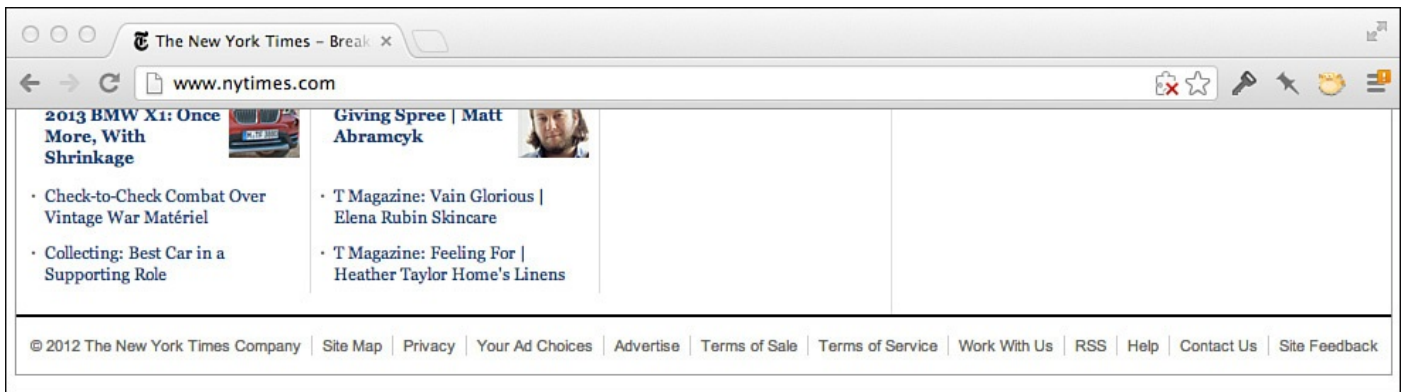 The New York Times – Break
www.nytimes.com
2013 BMW X1: Once
More, With
Shrinkage
Check-to-Check Combat Over
Vintage War Matériel
Collecting: Best Car in a
Supporting Role
Giving Spree | Matt
Abramcyk
T Magazine: Vain Glorious |
Elena Rubin Skincare
T Magazine: Feeling For |
Heather Taylor Home's Linens
© 2012 The New York Times Company | Site Map | Privacy | Your Ad Choices | Advertise | Terms of Sale | Terms of Service | Work With Us | RSS | Help | Contact Us | Site Feedback